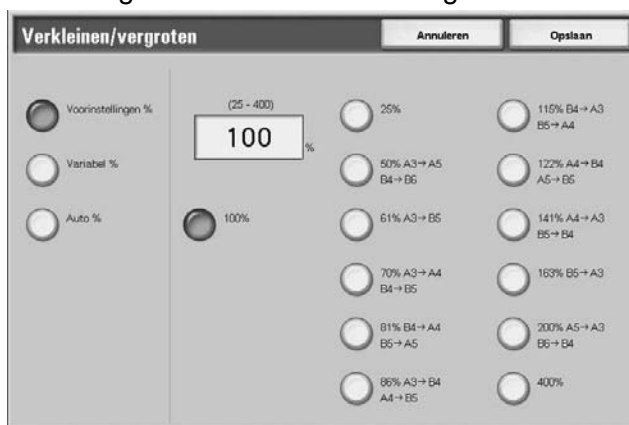 Verkleinen/vergroten
Annuleren
Opslaan
Voorinstellingen %
Variabel %
Auto %
(25 - 400)
100
%
100%
25%
50% A3→A5
B4→B6
61% A3→B5
70% A3→A4
B4→B5
81% B4→A4
B5→A5
86% A3→B4
A4→B5
115% B4→A3
B5→A4
122% A4→B4
A5→B5
141% A4→A3
B5→B4
163% B5→A3
200% A5→A3
B6→B4
400%